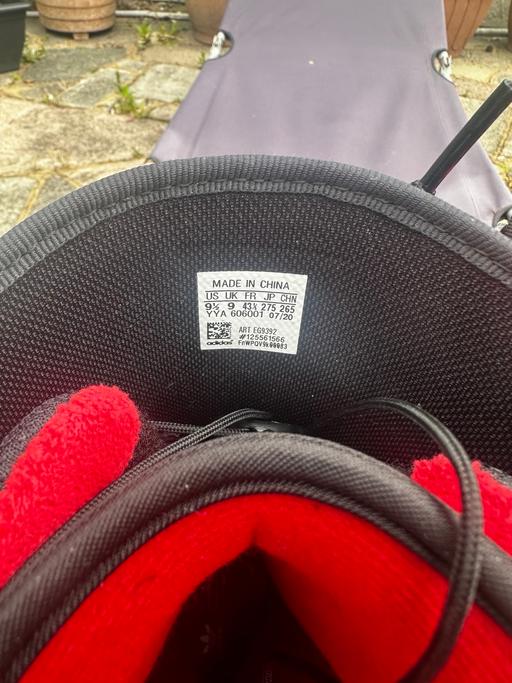 MADE IN CHINA
US UK FR JP CHN
9½ 9 43⅓ 275 265
YYA 606001 07/20
ART EG9392
#125561566
adidas